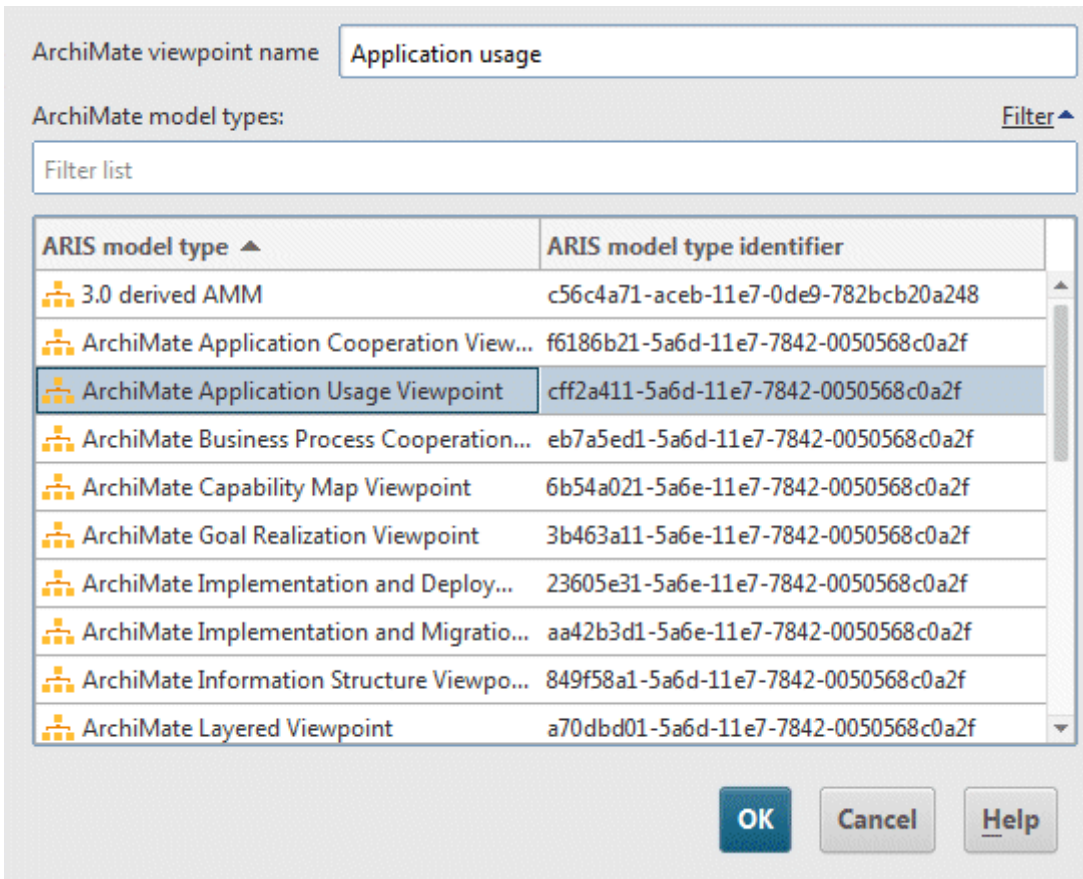 ArchiMate viewpoint name Application usage
ArchiMate model types: Filter
Filter list
ARIS model type ARIS model type identifier
3.0 derived AMM c56c4a71-aceb-11e7-0de9-782bcb20a248
ArchiMate Application Cooperation View... f6186b21-5a6d-11e7-7842-0050568c0a2f
ArchiMate Application Usage Viewpoint cff2a411-5a6d-11e7-7842-0050568c0a2f
ArchiMate Business Process Cooperation... eb7a5ed1-5a6d-11e7-7842-0050568c0a2f
ArchiMate Capability Map Viewpoint 6b54a021-5a6e-11e7-7842-0050568c0a2f
ArchiMate Goal Realization Viewpoint 3b463a11-5a6e-11e7-7842-0050568c0a2f
ArchiMate Implementation and Deploy... 23605e31-5a6e-11e7-7842-0050568c0a2f
ArchiMate Implementation and Migratio... aa42b3d1-5a6e-11e7-7842-0050568c0a2f
ArchiMate Information Structure Viewpo... 849f58a1-5a6d-11e7-7842-0050568c0a2f
ArchiMate Layered Viewpoint a70dbd01-5a6d-11e7-7842-0050568c0a2f
OK Cancel Help